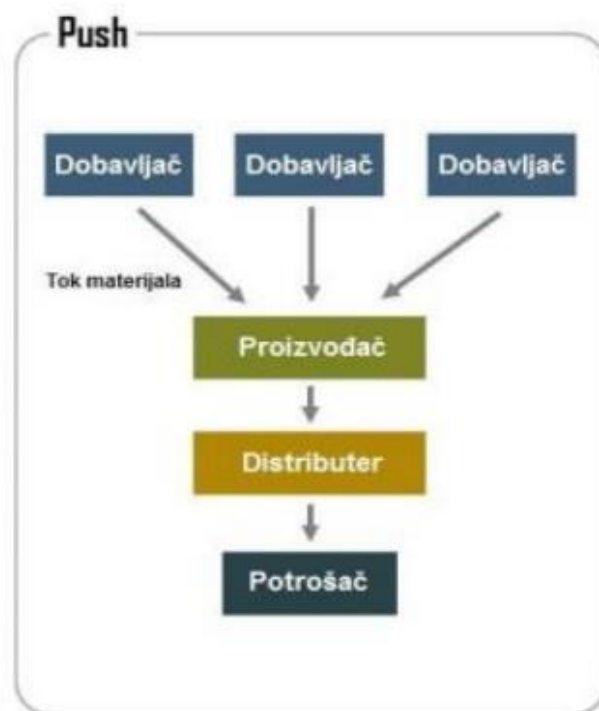 Push
Dobavljač Dobavljač Dobavljač
Tok materijala
Proizvođač
Distributer
Potrošač